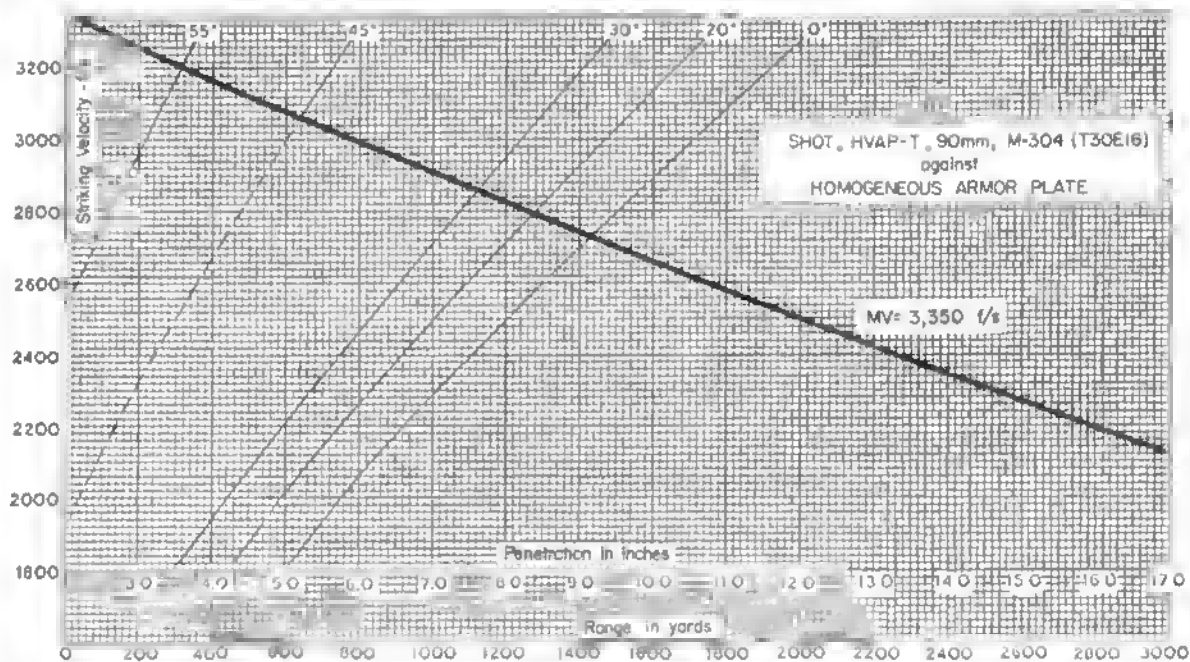 55° 45° 30° 20° 0°
3200
3000
2800
2600
2400
2200
2000
1800
Striking Velocity -
SHOT, HVAP-T, 90mm, M-304 (T30E16)
against
HOMOGENEOUS ARMOR PLATE
MV= 3,350 f/s
Penetration in inches
3.0 4.0 5.0 6.0 7.0 8.0 9.0 10.0 11.0 12.0 13.0 14.0 15.0 16.0 17.0
Range in yards
0 200 400 600 800 1000 1200 1400 1600 1800 2000 2200 2400 2600 2800 3000